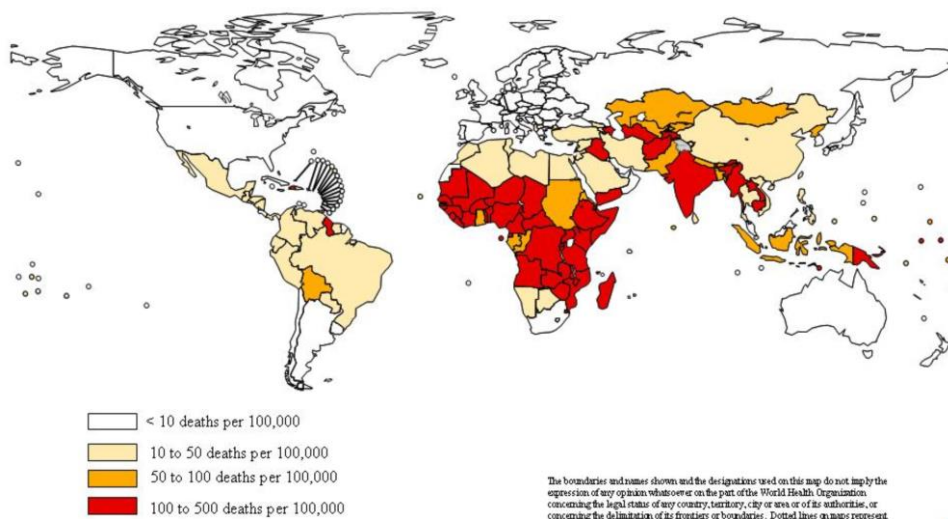 < 10 deaths per 100,000
10 to 50 deaths per 100,000
50 to 100 deaths per 100,000
100 to 500 deaths per 100,000
The boundaries and names shown and the designations used on this map do not imply the
expression of any opinion whatsoever on the part of the World Health Organization
concerning the legal status of any country, territory, city or area or of its authorities, or
concerning the delimitation of its frontiers or boundaries. Dotted lines on maps represent